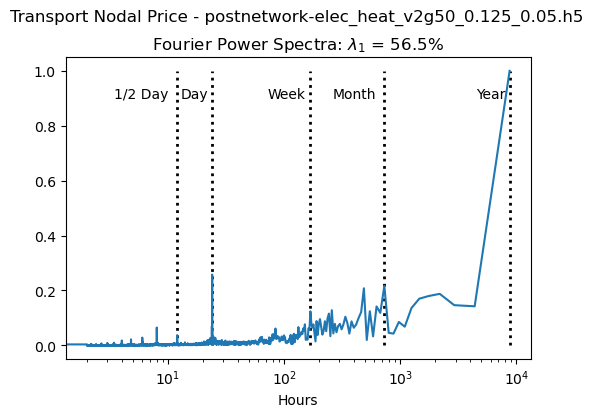 Transport Nodal Price - postnetwork-elec_heat_v2g50_0.125_0.05.h5
Fourier Power Spectra: λ₁ = 56.5%
1.0
0.8
0.6
0.4
0.2
0.0
1/2 Day
Day
Week
Month
Year
10¹
10²
10³
10⁴
Hours